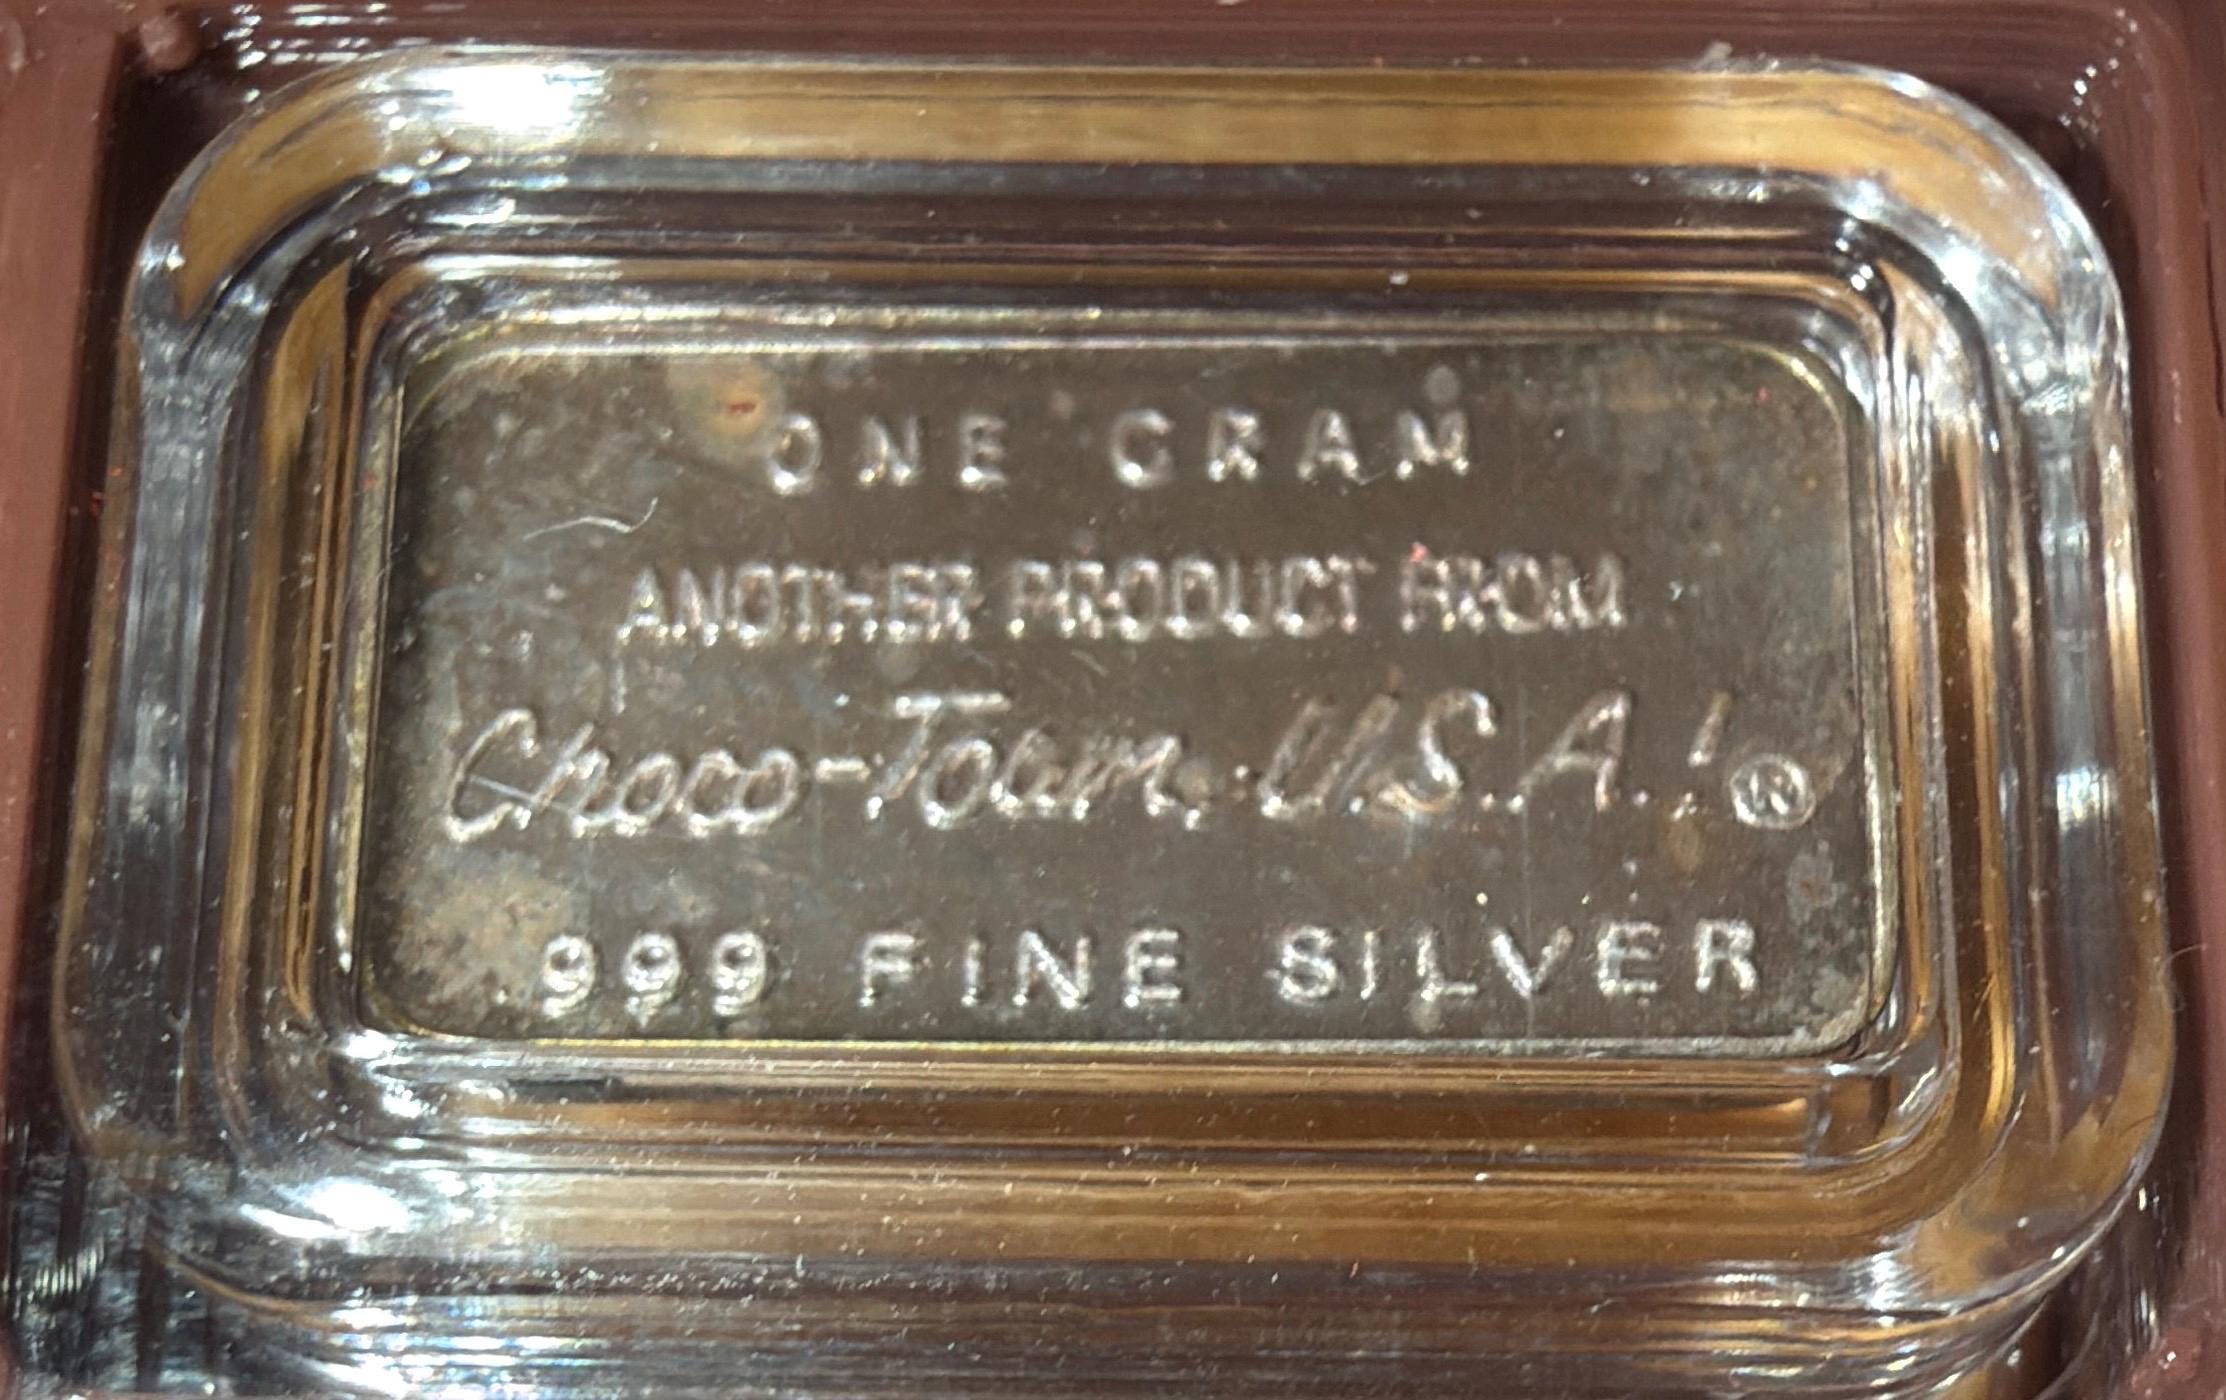 ONE GRAM
ANOTHER PRODUCT FROM
Choco-Town, U.S.A.!®
.999 FINE SILVER